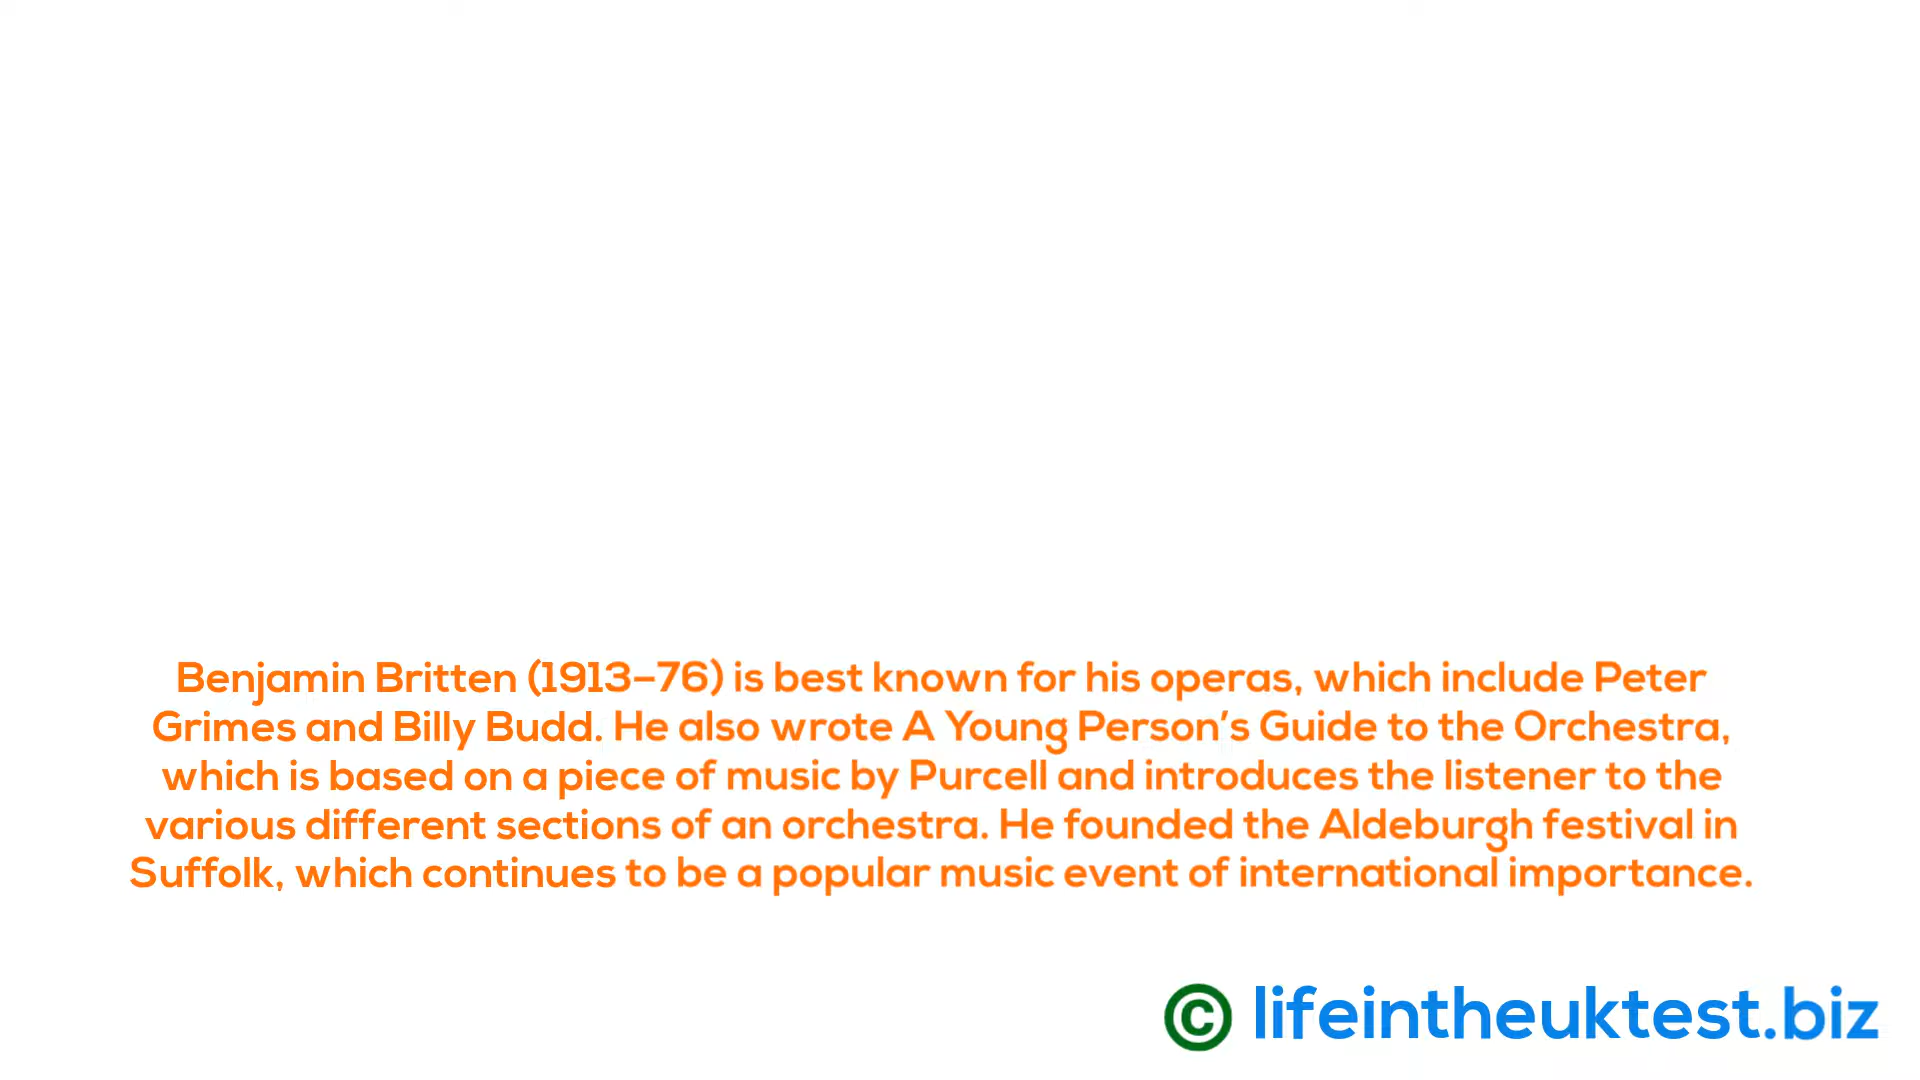 Benjamin Britten (1913–76) is best known for his operas, which include Peter
Grimes and Billy Budd. He also wrote A Young Person’s Guide to the Orchestra,
which is based on a piece of music by Purcell and introduces the listener to the
various different sections of an orchestra. He founded the Aldeburgh festival in
Suffolk, which continues to be a popular music event of international importance.
© lifeintheuktest.biz